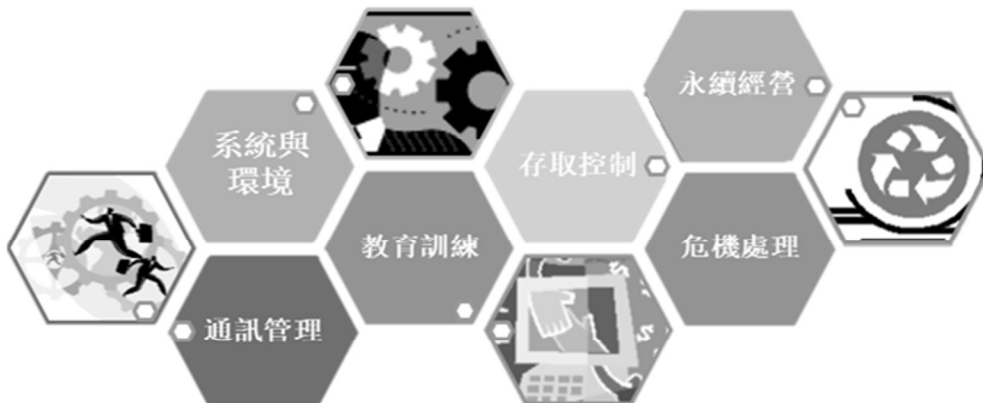 系統與
環境
通訊管理
教育訓練
存取控制
永續經營
危機處理